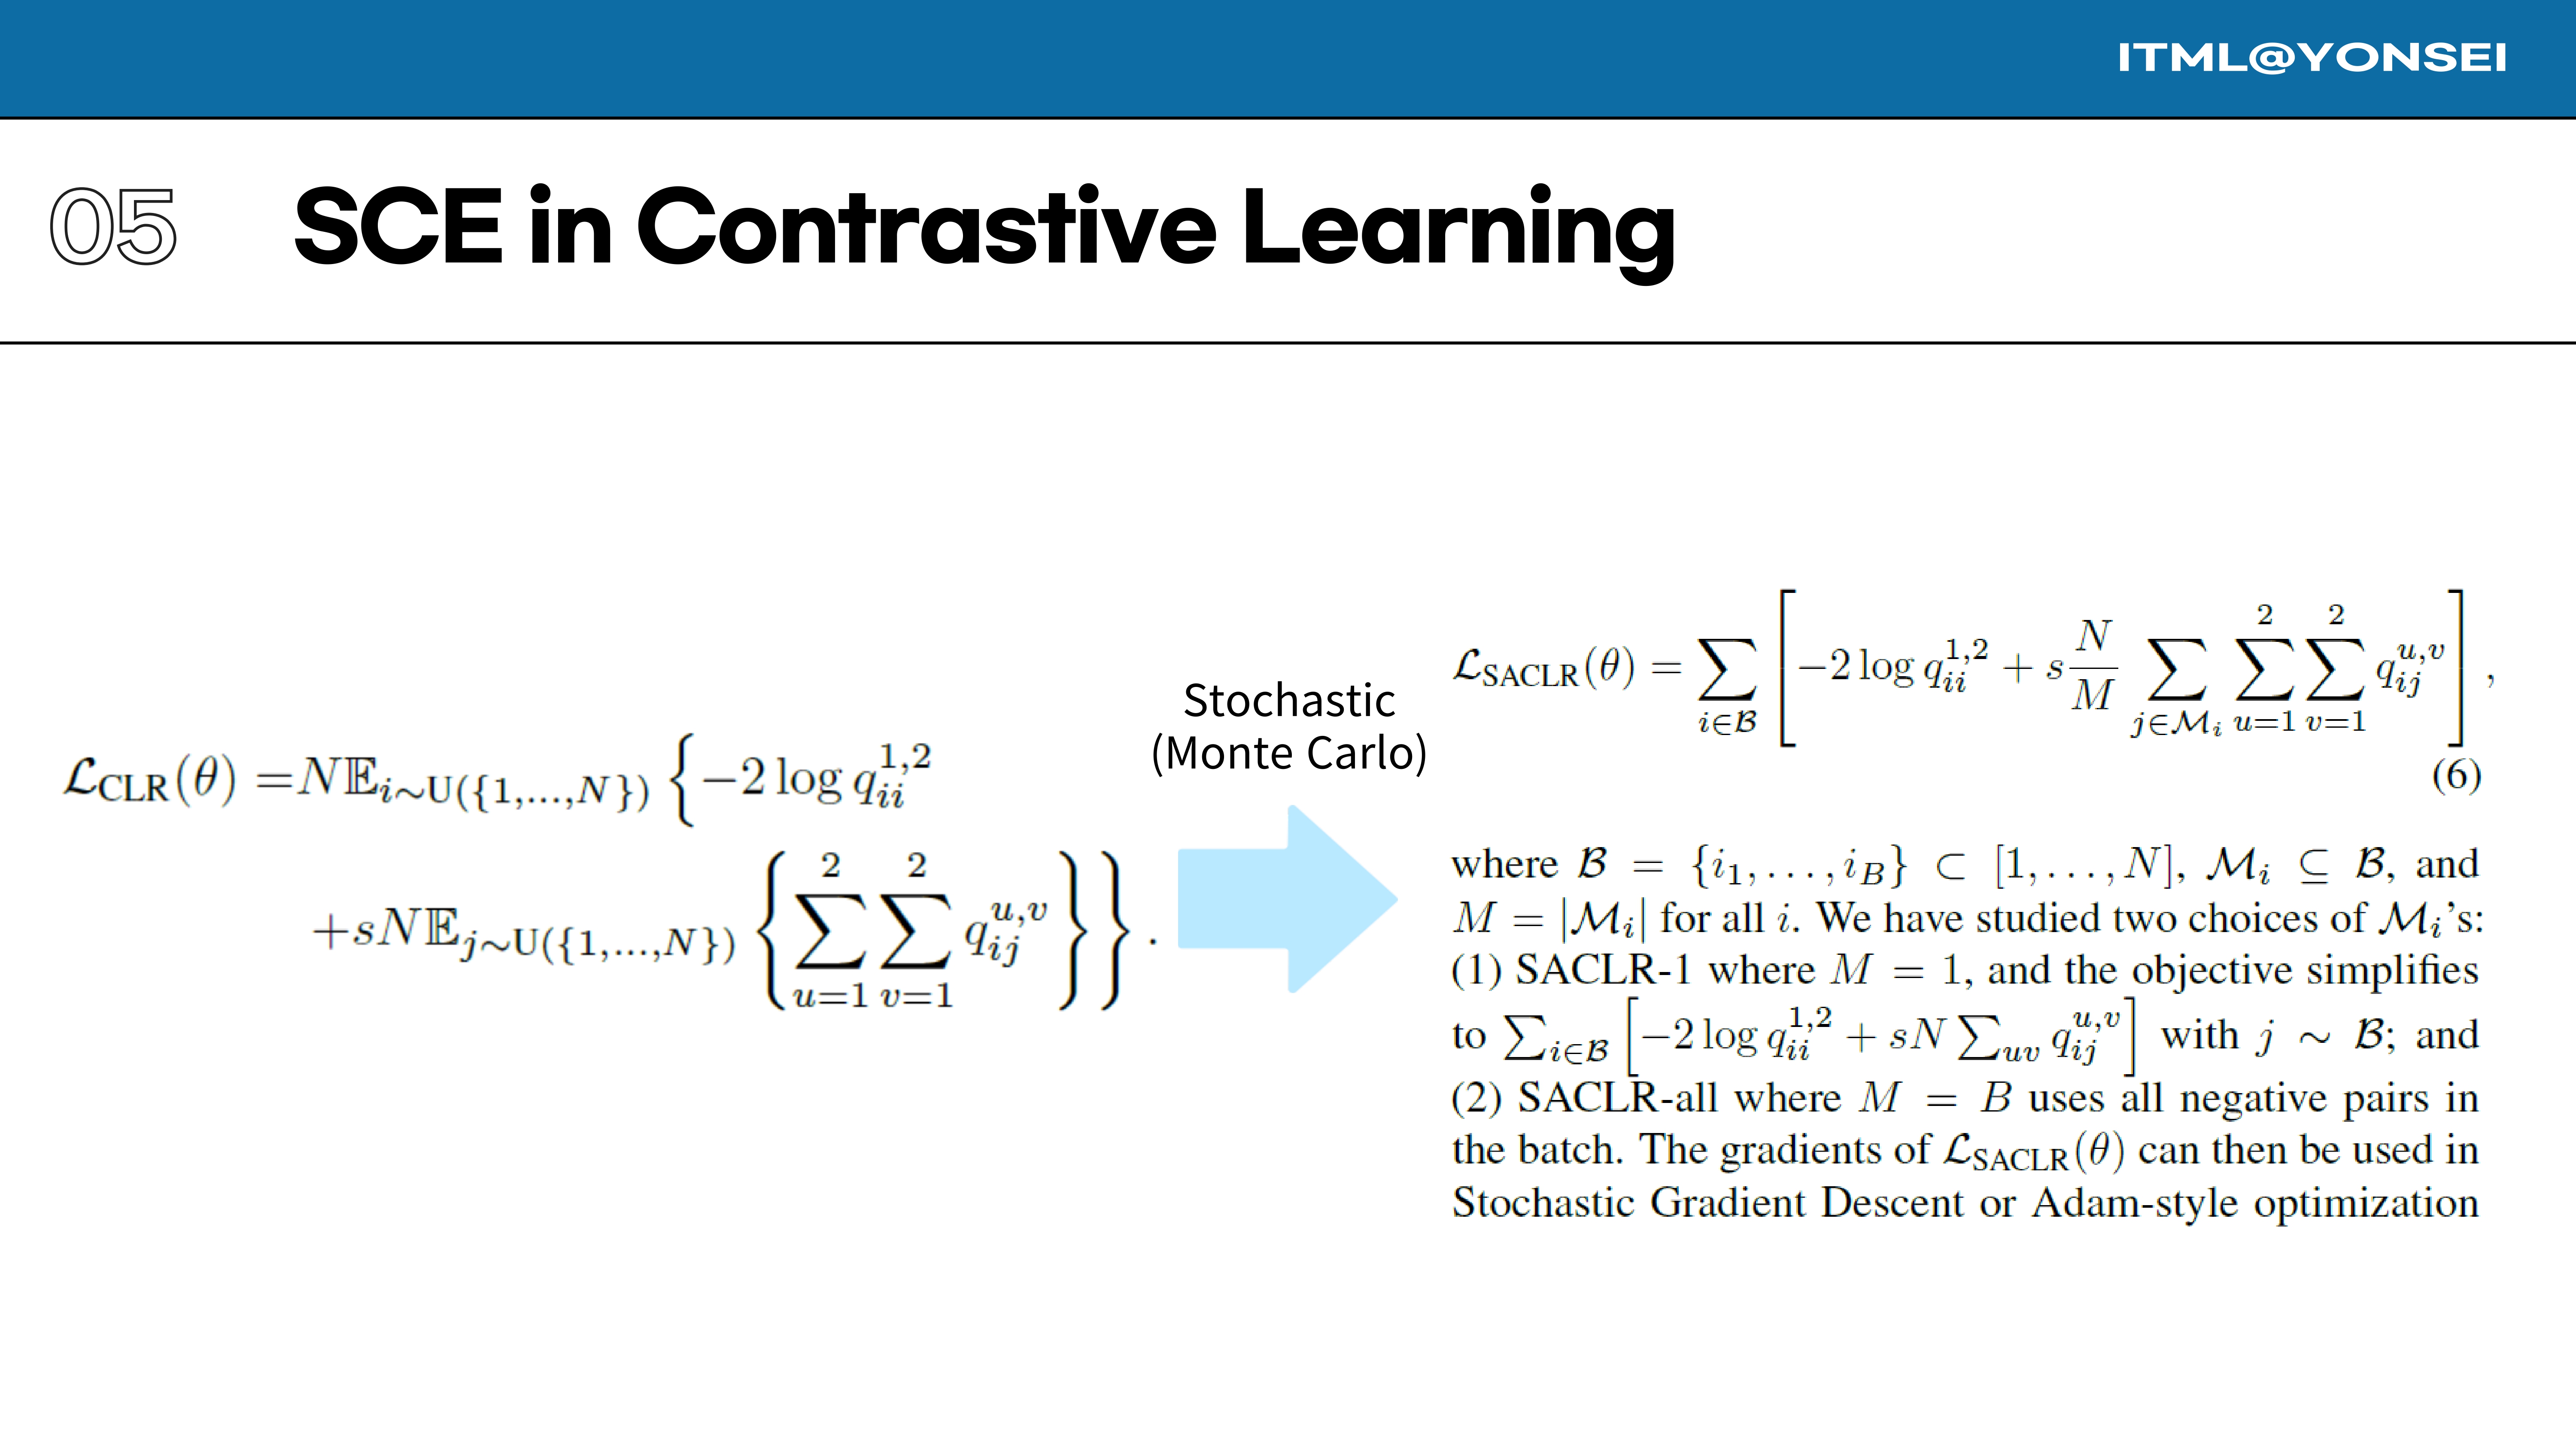 ITML@YONSEI
05 SCE in Contrastive Learning
$\mathcal{L}_{\text{CLR}}(\theta) = N\mathbb{E}_{i\sim \text{U}(\{1,\ldots,N\})} \left\{ -2\log q_{ii}^{1,2} \right.$
$\left. + sN\mathbb{E}_{j\sim \text{U}(\{1,\ldots,N\})} \left\{ \sum_{u=1}^{2} \sum_{v=1}^{2} q_{ij}^{u,v} \right\} \right\}.$
Stochastic
(Monte Carlo)
$\mathcal{L}_{\text{SACLR}}(\theta) = \sum_{i\in\mathcal{B}} \left[ -2\log q_{ii}^{1,2} + s\frac{N}{M} \sum_{j\in\mathcal{M}_i} \sum_{u=1}^{2} \sum_{v=1}^{2} q_{ij}^{u,v} \right],$
(6)
where $\mathcal{B} = \{i_1, \ldots, i_B\} \subset [1, \ldots, N]$, $\mathcal{M}_i \subseteq \mathcal{B}$, and
$M = |\mathcal{M}_i|$ for all $i$. We have studied two choices of $\mathcal{M}_i$'s:
(1) SACLR-1 where $M = 1$, and the objective simplifies
to $\sum_{i\in\mathcal{B}} \left[ -2\log q_{ii}^{1,2} + sN \sum_{uv} q_{ij}^{u,v} \right]$ with $j \sim \mathcal{B}$; and
(2) SACLR-all where $M = B$ uses all negative pairs in
the batch. The gradients of $\mathcal{L}_{\text{SACLR}}(\theta)$ can then be used in
Stochastic Gradient Descent or Adam-style optimization